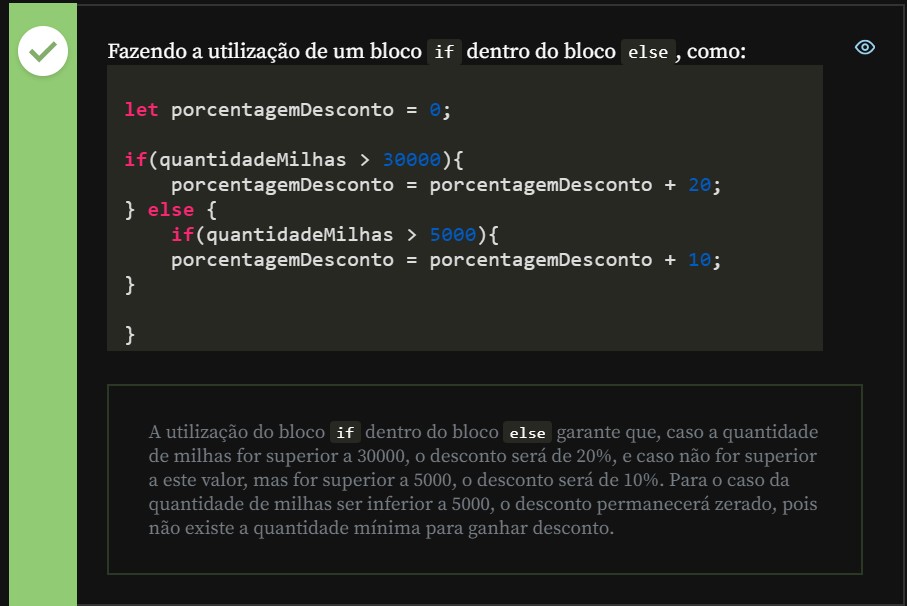 Fazendo a utilização de um bloco if dentro do bloco else, como:
let porcentagemDesconto = 0;
if(quantidadeMilhas > 30000){
    porcentagemDesconto = porcentagemDesconto + 20;
} else {
    if(quantidadeMilhas > 5000){
    porcentagemDesconto = porcentagemDesconto + 10;
}
}
A utilização do bloco if dentro do bloco else garante que, caso a quantidade
de milhas for superior a 30000, o desconto será de 20%, e caso não for superior
a este valor, mas for superior a 5000, o desconto será de 10%. Para o caso da
quantidade de milhas ser inferior a 5000, o desconto permanecerá zerado, pois
não existe a quantidade mínima para ganhar desconto.